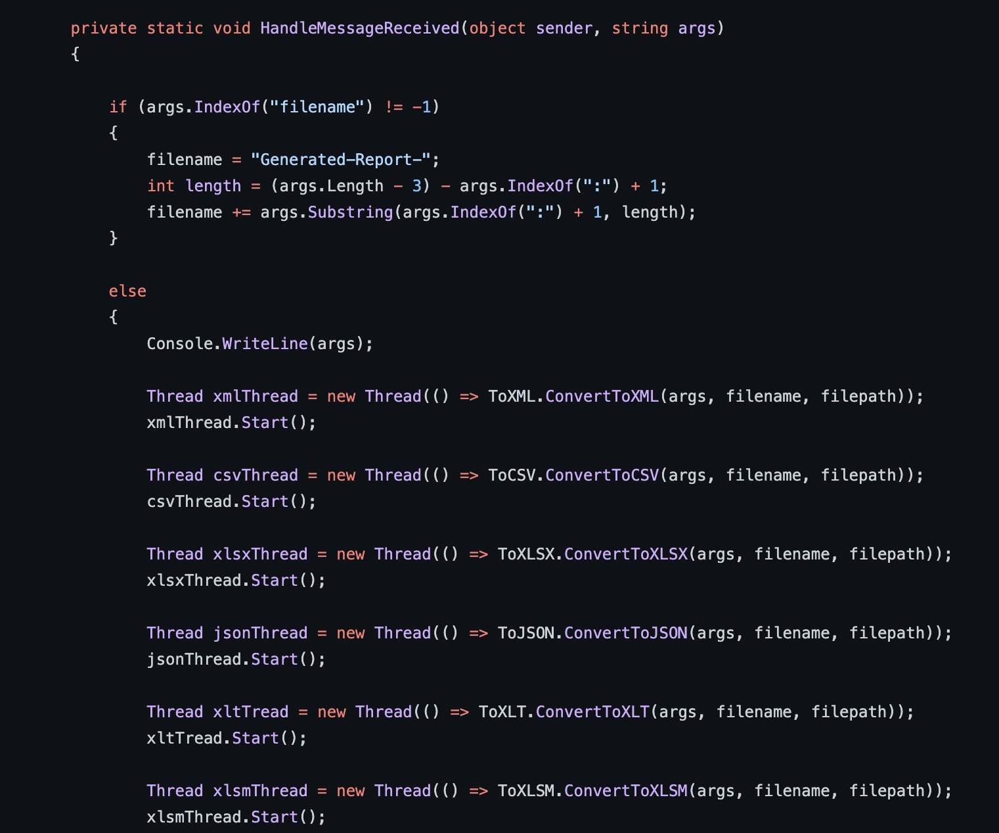 private static void HandleMessageReceived(object sender, string args)
{
if (args.IndexOf("filename") != -1)
{
filename = "Generated-Report-";
int length = (args.Length - 3) - args.IndexOf(":") + 1;
filename += args.Substring(args.IndexOf(":") + 1, length);
}
else
{
Console.WriteLine(args);
Thread xmlThread = new Thread(() => ToXML.ConvertToXML(args, filename, filepath));
xmlThread.Start();
Thread csvThread = new Thread(() => ToCSV.ConvertToCSV(args, filename, filepath));
csvThread.Start();
Thread xlsxThread = new Thread(() => ToXLSX.ConvertToXLSX(args, filename, filepath));
xlsxThread.Start();
Thread jsonThread = new Thread(() => ToJSON.ConvertToJSON(args, filename, filepath));
jsonThread.Start();
Thread xltTread = new Thread(() => ToXLT.ConvertToXLT(args, filename, filepath));
xltTread.Start();
Thread xlsmThread = new Thread(() => ToXLSM.ConvertToXLSM(args, filename, filepath));
xlsmThread.Start();